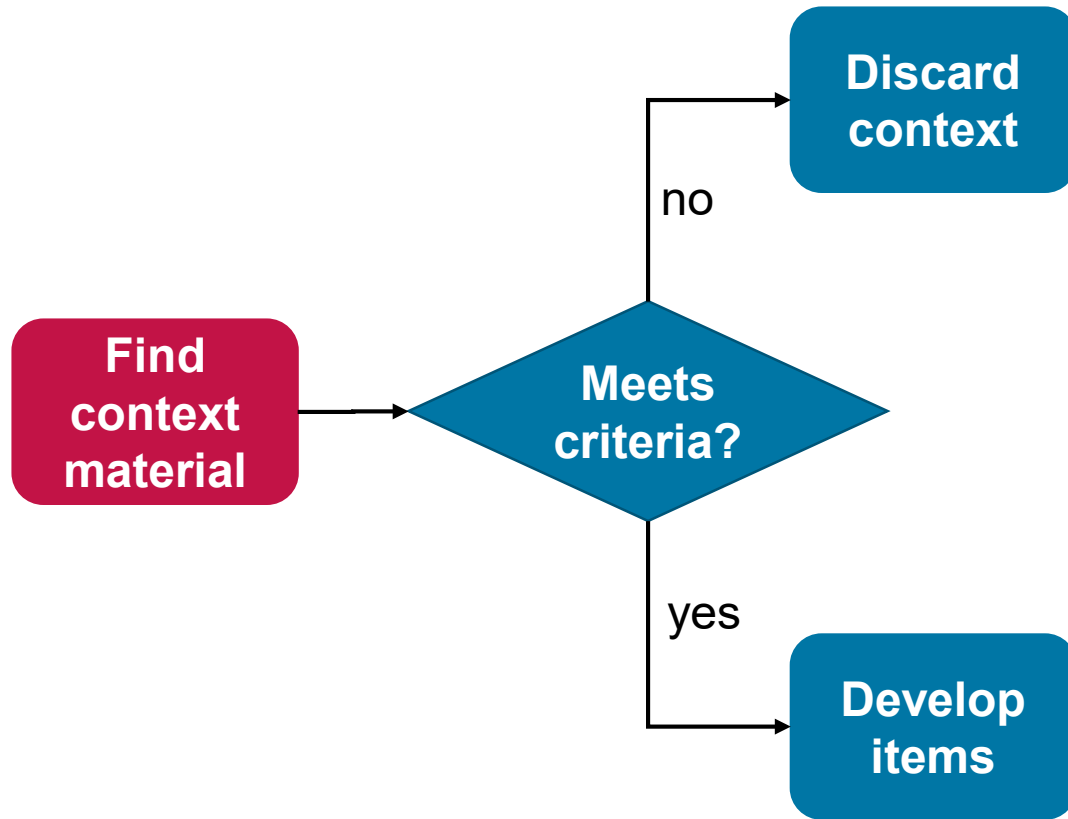 Discard
context
no
Find
context
material
Meets
criteria?
yes
Develop
items